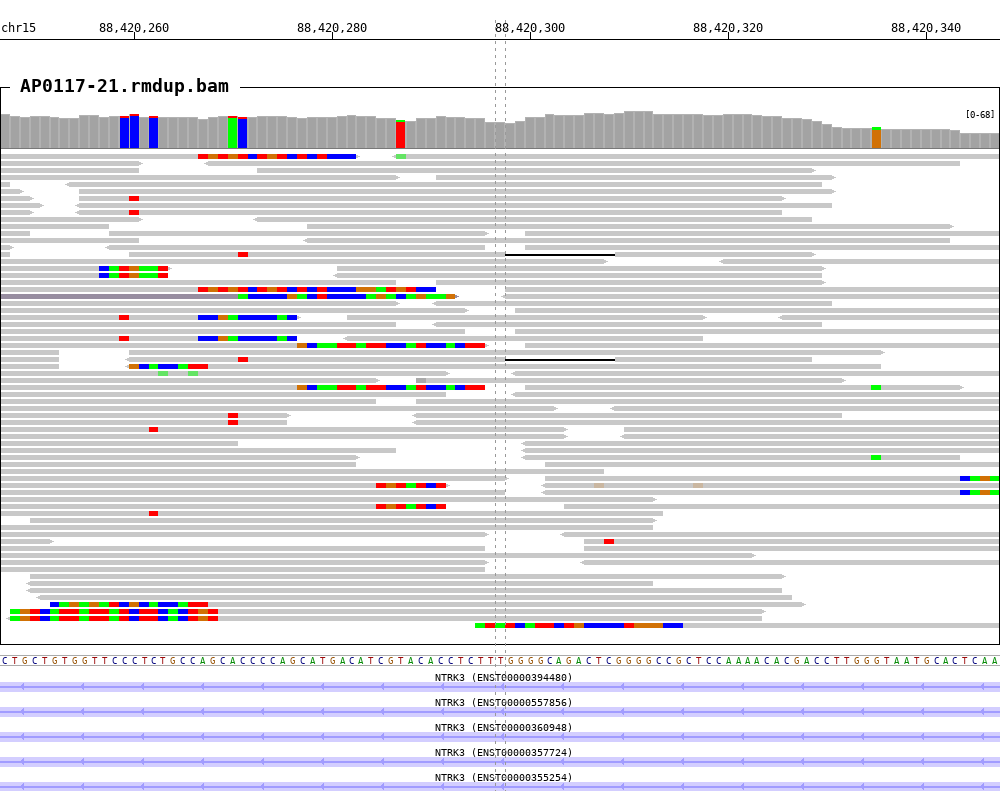 chr15 88,420,260 88,420,280 88,420,300 88,420,320 88,420,340
AP0117-21.rmdup.bam
[0-68]
CTGCTGTGGTTCCCTCTGCCAGCACCCCAGCATGACATCGTACACCTCTTTGGGGCAGACTCGGGGCCGCTCCAAAACACGACCTTGGGTAATGCACTCAA
NTRK3 (ENST00000394480)
NTRK3 (ENST00000557856)
NTRK3 (ENST00000360948)
NTRK3 (ENST00000357724)
NTRK3 (ENST00000355254)